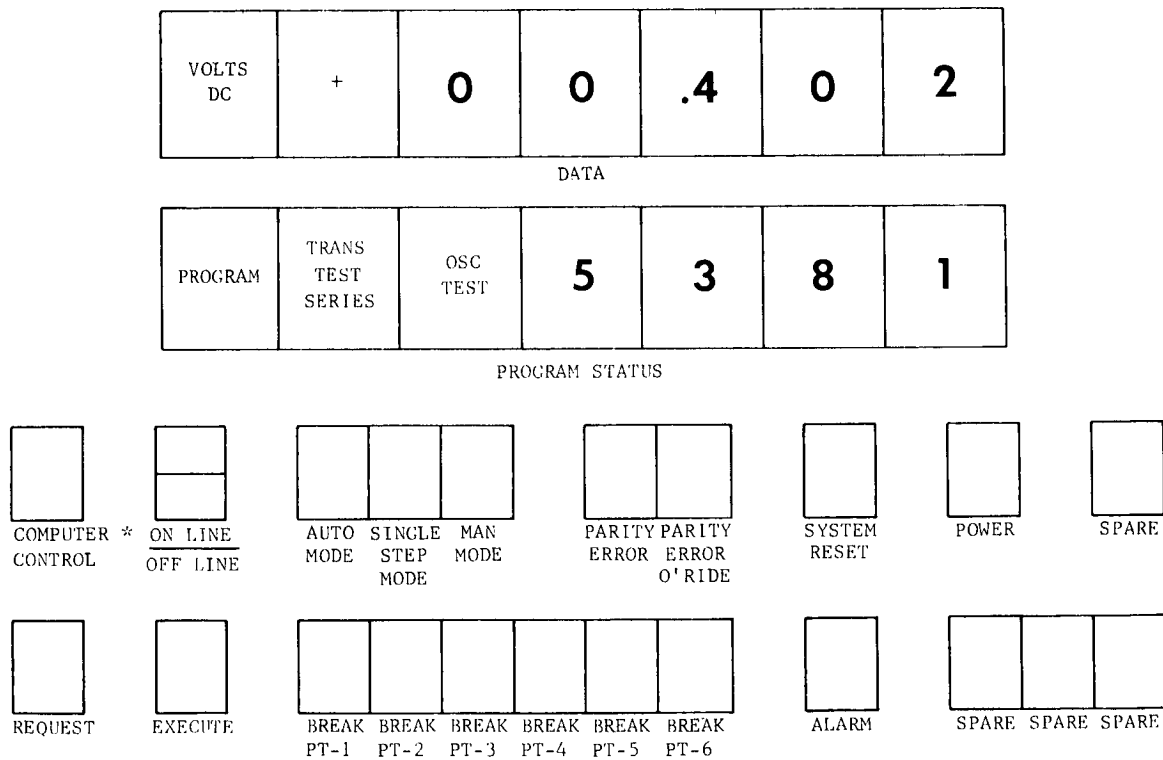 VOLTS DC + 0 0 .4 0 2
DATA
PROGRAM TRANS TEST SERIES OSC TEST 5 3 8 1
PROGRAM STATUS
COMPUTER CONTROL * ON LINE OFF LINE AUTO MODE SINGLE STEP MODE MAN MODE PARITY ERROR PARITY ERROR O'RIDE SYSTEM RESET POWER SPARE
REQUEST EXECUTE BREAK PT-1 BREAK PT-2 BREAK PT-3 BREAK PT-4 BREAK PT-5 BREAK PT-6 ALARM SPARE SPARE SPARE